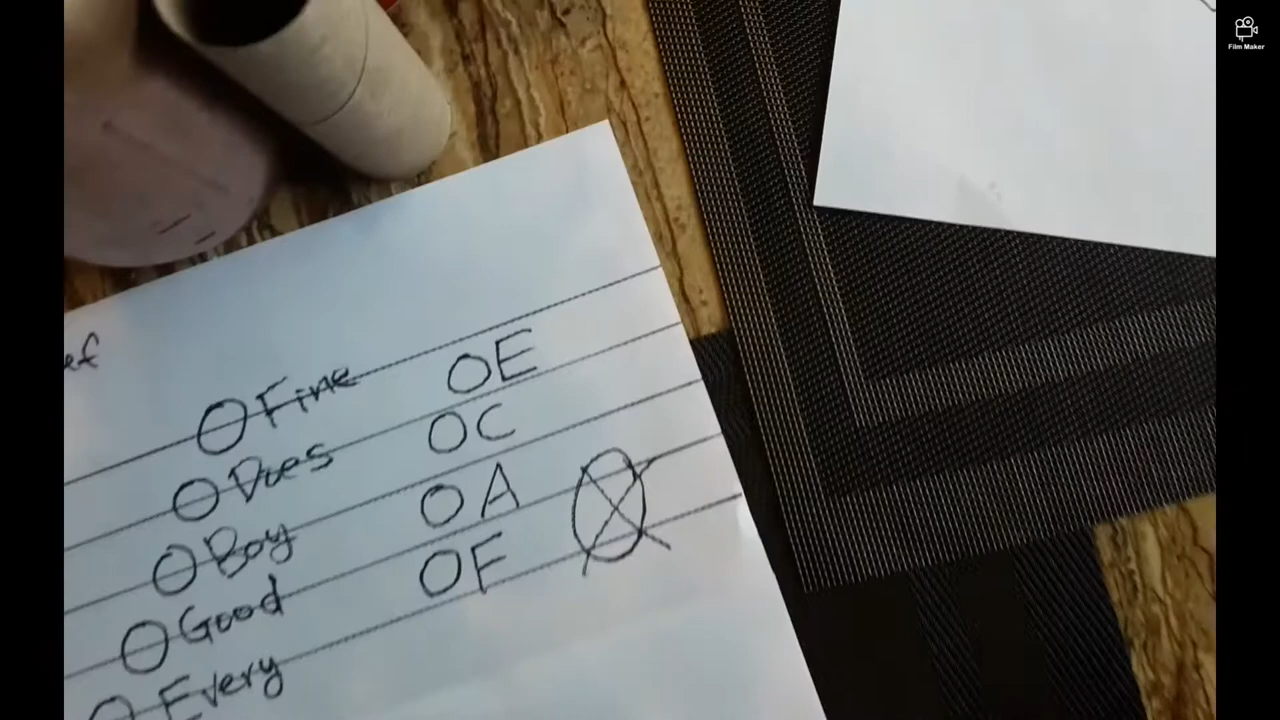 Film Maker
ef
O Fine O E
O Does O C
O Boy O A
O Good O F
O Every